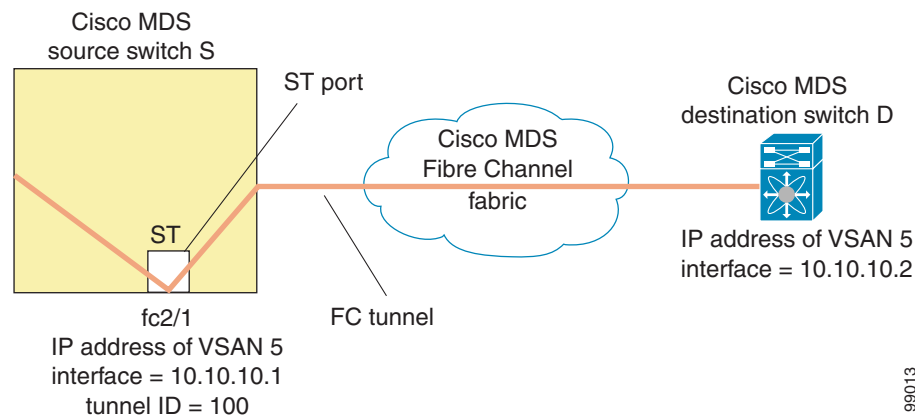 Cisco MDS
source switch S
ST port
Cisco MDS
Fibre Channel
fabric
Cisco MDS
destination switch D
ST
FC tunnel
fc2/1
IP address of VSAN 5
interface = 10.10.10.1
tunnel ID = 100
IP address of VSAN 5
interface = 10.10.10.2
99013